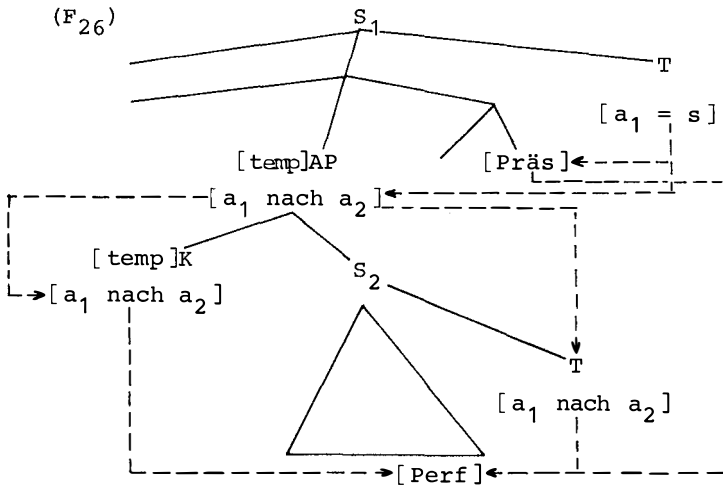 (F₂₆)
S₁
T
[a₁ = s]
[temp]AP [Präs]
[a₁ nach a₂]
[temp]K
S₂
[a₁ nach a₂]
T
[a₁ nach a₂]
[Perf]